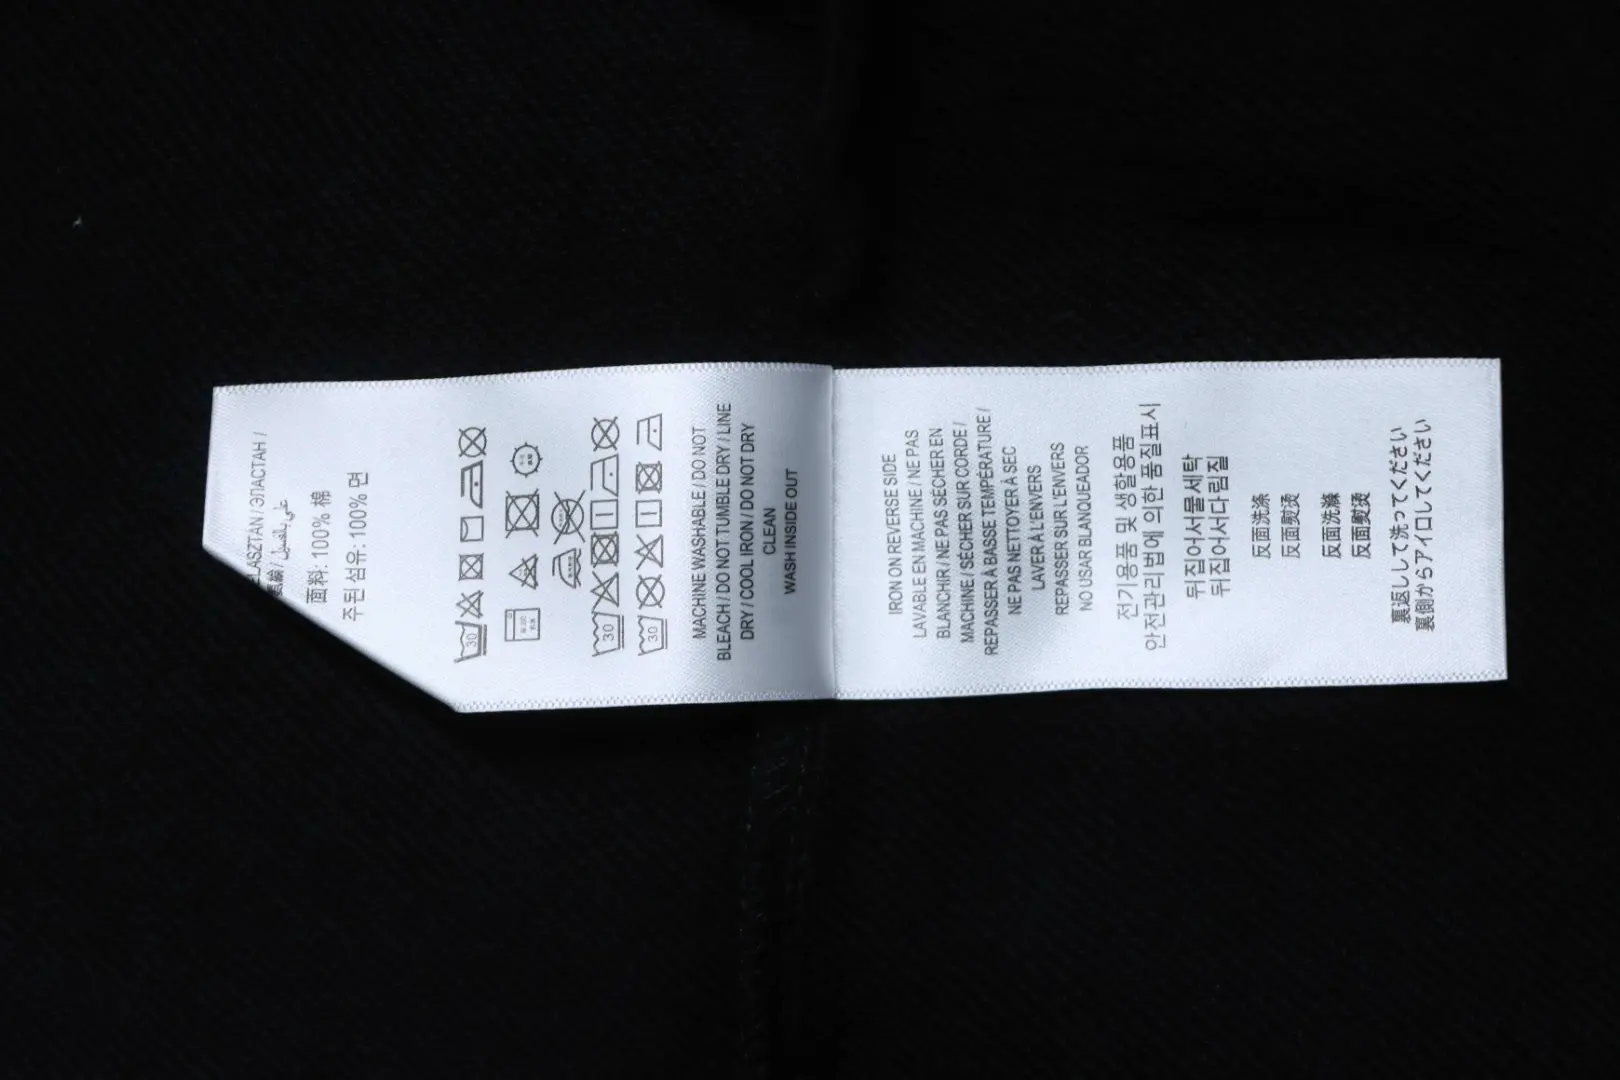 ELASZTÁN / ЭЛАСТАН /
面料: 100% 棉
주된섬유: 100% 면
30
30
30
MACHINE WASHABLE / DO NOT
BLEACH / DO NOT TUMBLE DRY / LINE
DRY / COOL IRON / DO NOT DRY
CLEAN
WASH INSIDE OUT
IRON ON REVERSE SIDE
LAVABLE EN MACHINE / NE PAS
BLANCHIR / NE PAS SÉCHER EN
MACHINE / SÉCHER SUR CORDE /
REPASSER À BASSE TEMPÉRATURE /
NE PAS NETTOYER À SEC
LAVER À L'ENVERS
REPASSER SUR L'ENVERS
NO USAR BLANQUEADOR
전기용품 및 생활용품
안전관리법에 의한 품질표시
뒤집어서물세탁
뒤집어서다림질
反面洗涤
反面熨烫
反面洗滌
反面熨燙
裏返しして洗ってください
裏側からアイロしてください